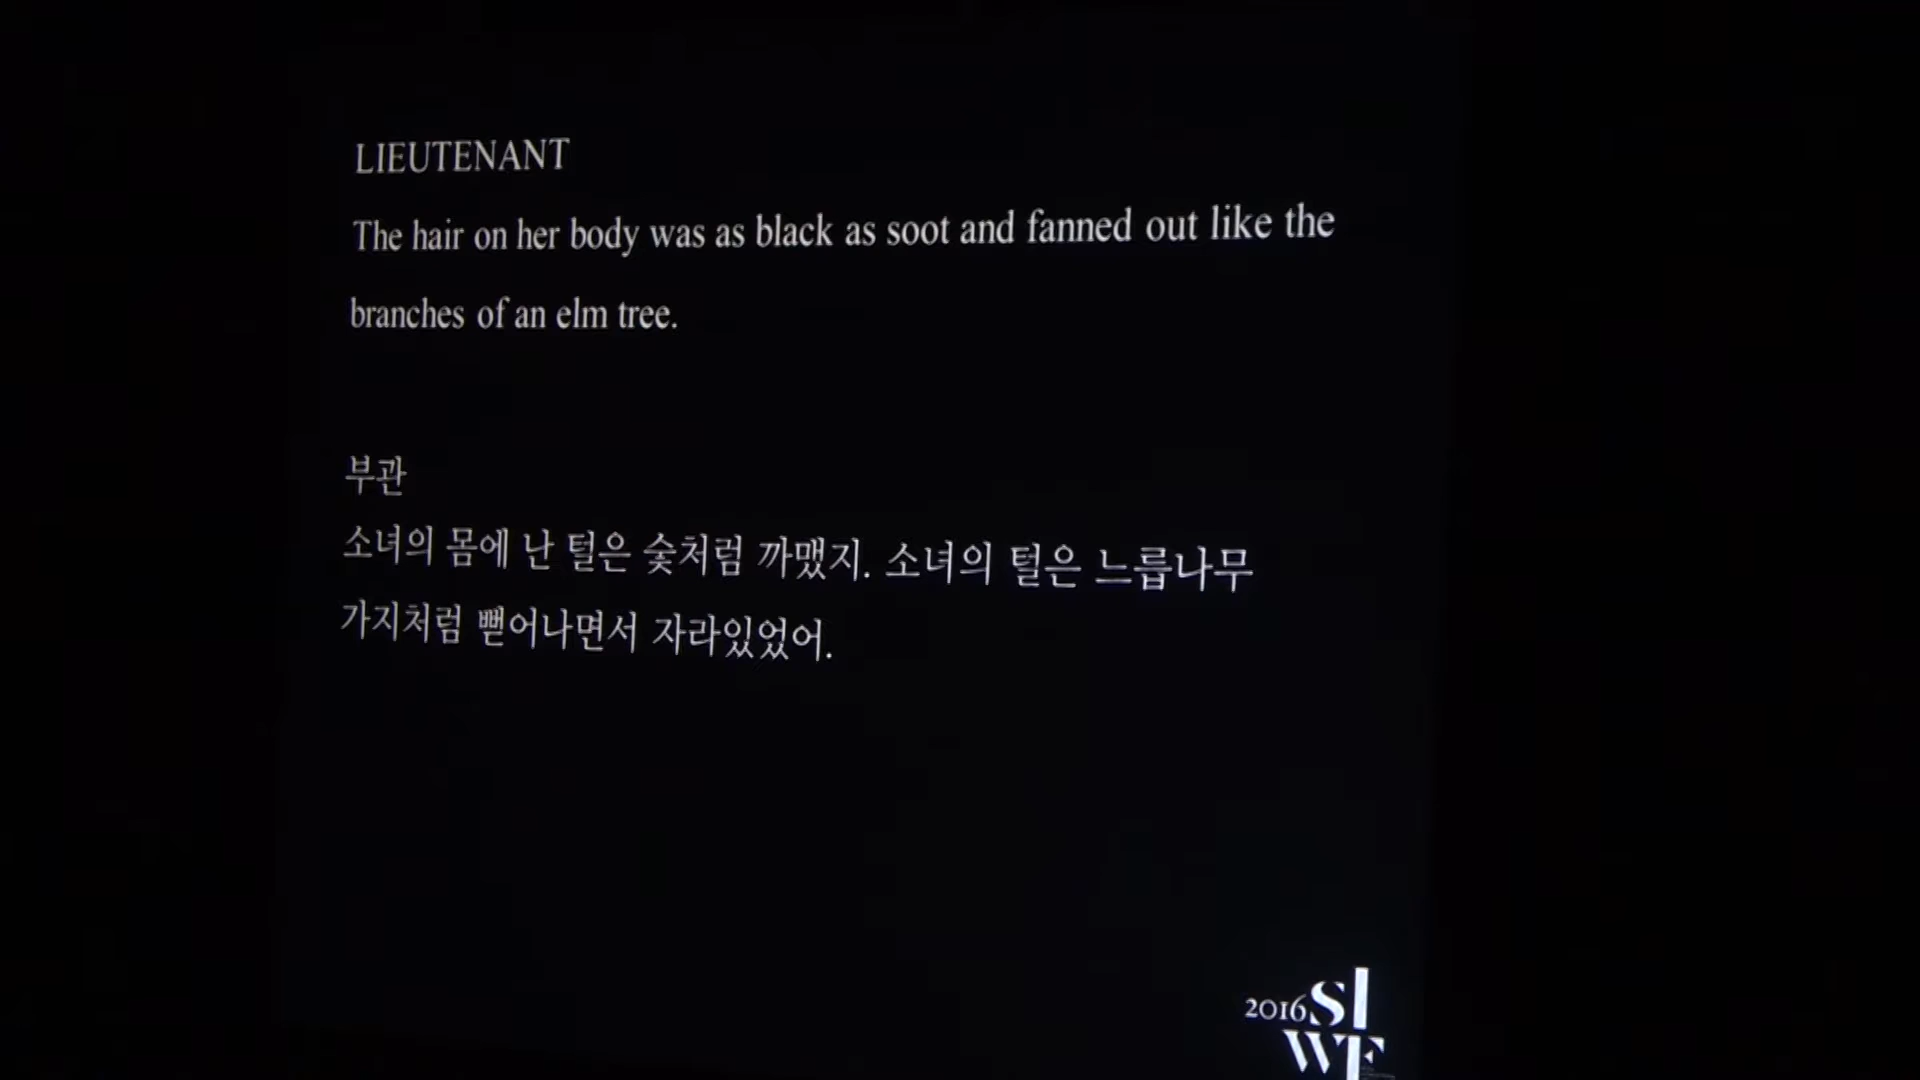 LIEUTENANT
The hair on her body was as black as soot and fanned out like the
branches of an elm tree.
부관
소녀의 몸에 난 털은 숯처럼 까맸지. 소녀의 털은 느릅나무
가지처럼 뻗어나면서 자라있었어.
2016 SI
WF